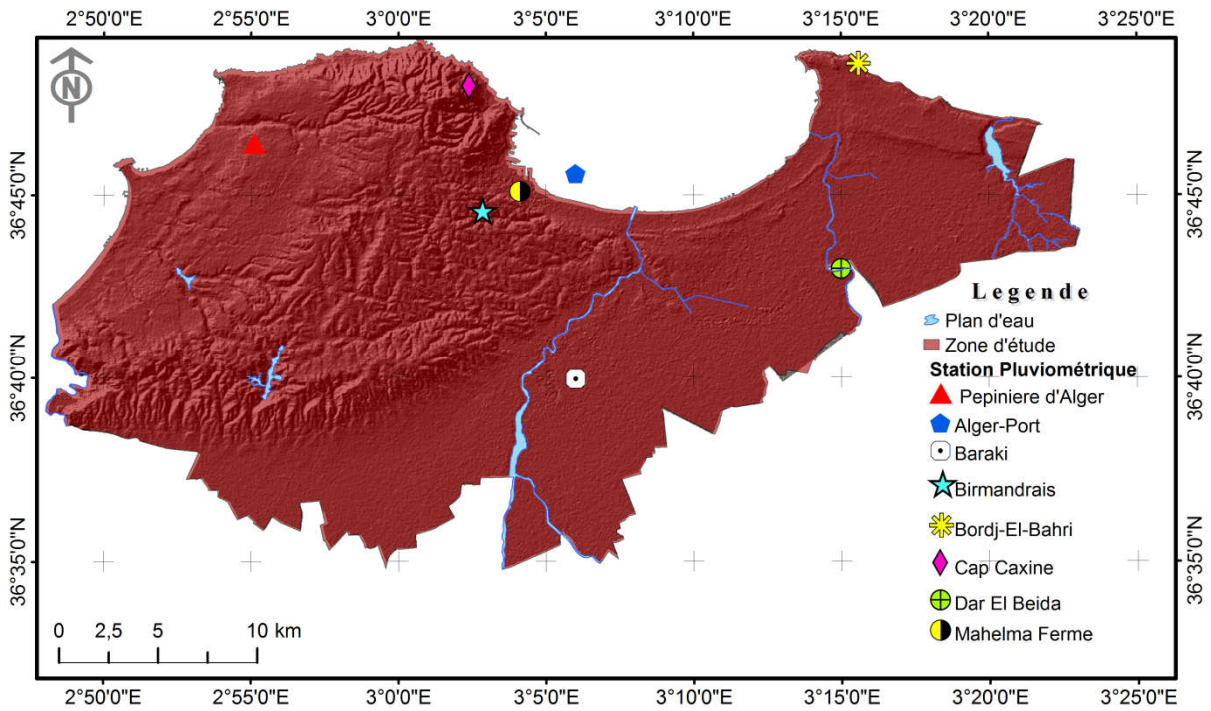 2°50'0"E 2°55'0"E 3°0'0"E 3°5'0"E 3°10'0"E 3°15'0"E 3°20'0"E 3°25'0"E
N
36°45'0"N
36°45'0"N
36°40'0"N
36°40'0"N
36°35'0"N
36°35'0"N
Legende
Plan d'eau
Zone d'étude
Station Pluviométrique
Pepiniere d'Alger
Alger-Port
Baraki
Birmandrais
Bordj-El-Bahri
Cap Caxine
Dar El Beida
Mahelma Ferme
0 2,5 5 10 km
2°50'0"E 2°55'0"E 3°0'0"E 3°5'0"E 3°10'0"E 3°15'0"E 3°20'0"E 3°25'0"E